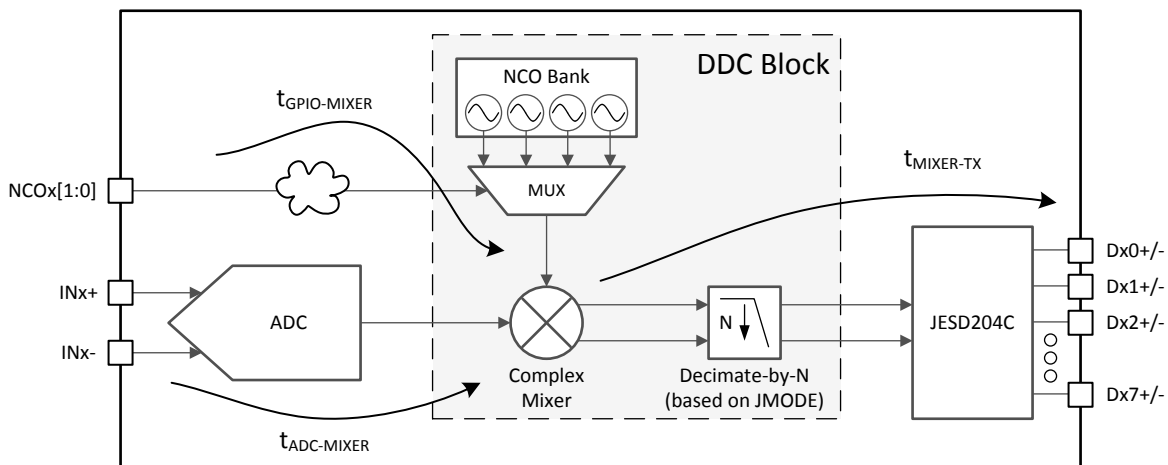 NCO Bank
DDC Block
tGPIO-MIXER
tMIXER-TX
NCOx[1:0]
MUX
Dx0+/-
INx+
Dx1+/-
ADC
N
JESD204C
Dx2+/-
INx-
Complex
Mixer
Decimate-by-N
(based on JMODE)
Dx7+/-
tADC-MIXER